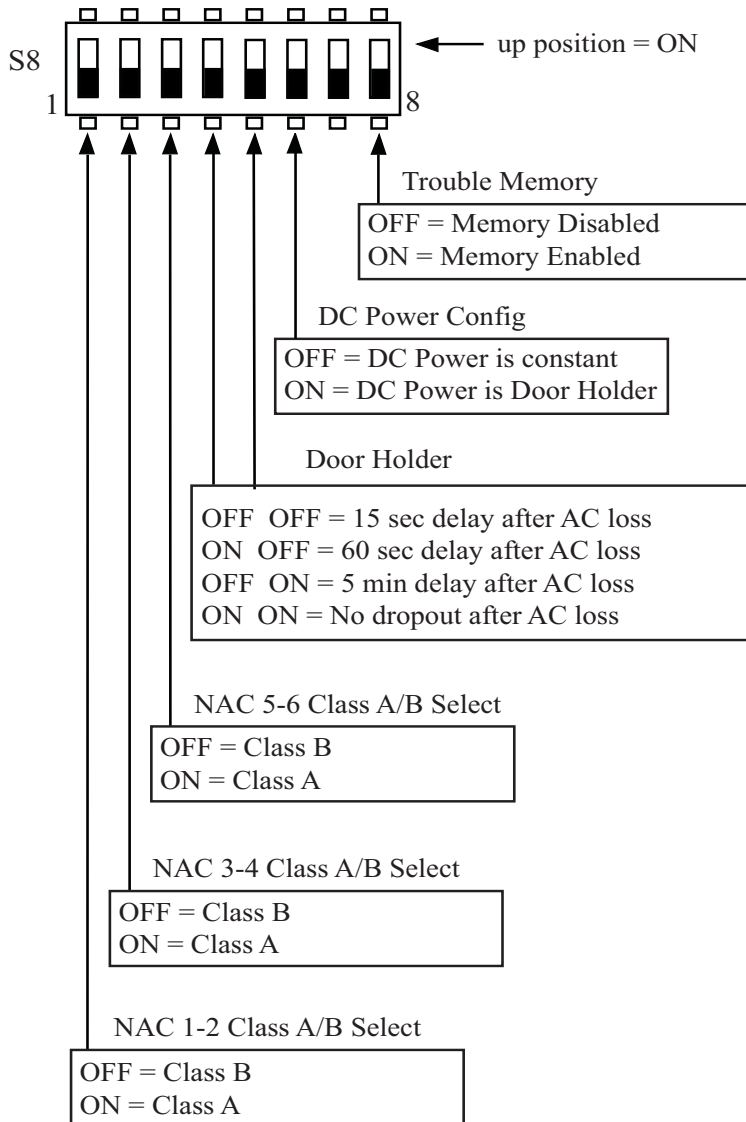 S8
up position = ON
1
8
Trouble Memory
OFF = Memory Disabled
ON = Memory Enabled
DC Power Config
OFF = DC Power is constant
ON = DC Power is Door Holder
Door Holder
OFF OFF = 15 sec delay after AC loss
ON OFF = 60 sec delay after AC loss
OFF ON = 5 min delay after AC loss
ON ON = No dropout after AC loss
NAC 5-6 Class A/B Select
OFF = Class B
ON = Class A
NAC 3-4 Class A/B Select
OFF = Class B
ON = Class A
NAC 1-2 Class A/B Select
OFF = Class B
ON = Class A